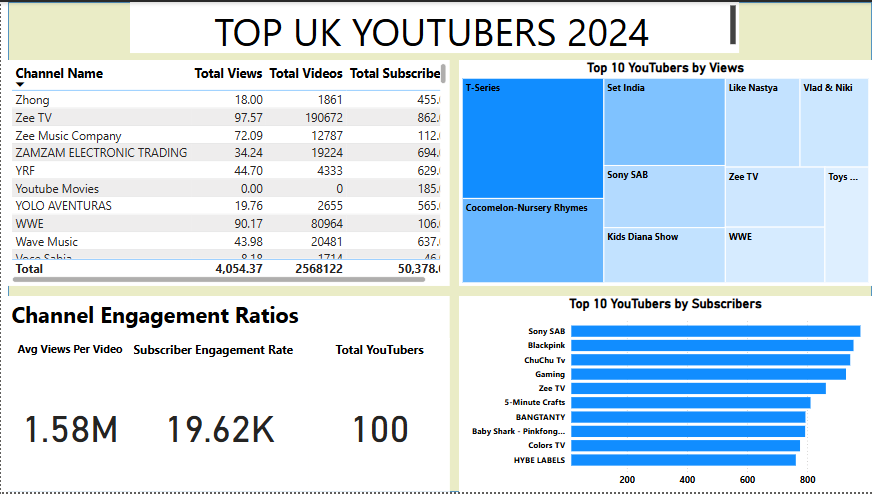 TOP UK YOUTUBERS 2024
Channel Name Total Views Total Videos Total Subscribe
Zhong 18.00 1861 455.
Zee TV 97.57 190672 862.
Zee Music Company 72.09 12787 112.
ZAMZAM ELECTRONIC TRADING 34.24 19224 694.
YRF 44.70 4333 629.
Youtube Movies 0.00 0 185.
YOLO AVENTURAS 19.76 2655 565.
WWE 90.17 80964 106.
Wave Music 43.98 20481 637.
Total 4,054.37 2568122 50,378.
Top 10 YouTubers by Views
T-Series
Set India
Like Nastya
Vlad & Niki
Sony SAB
Zee TV
Toys ...
Cocomelon-Nursery Rhymes
Kids Diana Show
WWE
Channel Engagement Ratios
Avg Views Per Video Subscriber Engagement Rate Total YouTubers
1.58M 19.62K 100
Top 10 YouTubers by Subscribers
Sony SAB
Blackpink
ChuChu Tv
Gaming
Zee TV
5-Minute Crafts
BANGTANTV
Baby Shark - Pinkfong...
Colors TV
HYBE LABELS
200 400 600 800